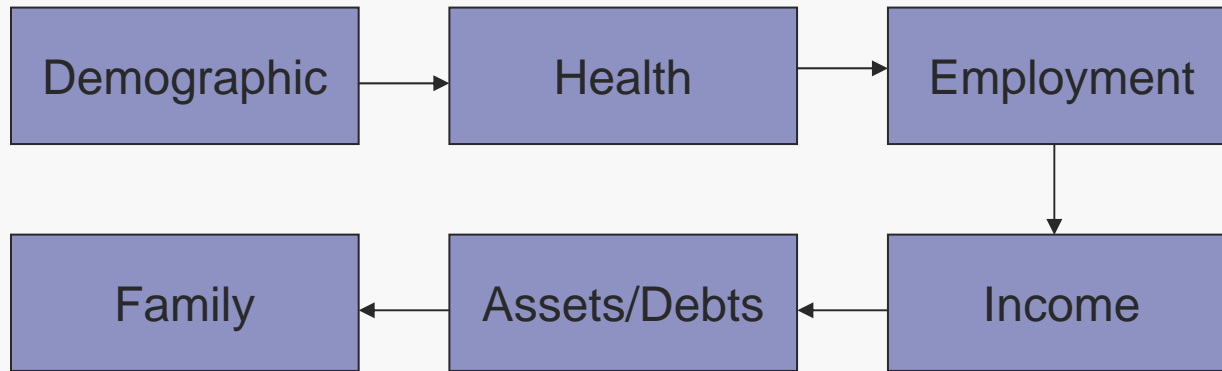 Demographic
Health
Employment
Family
Assets/Debts
Income